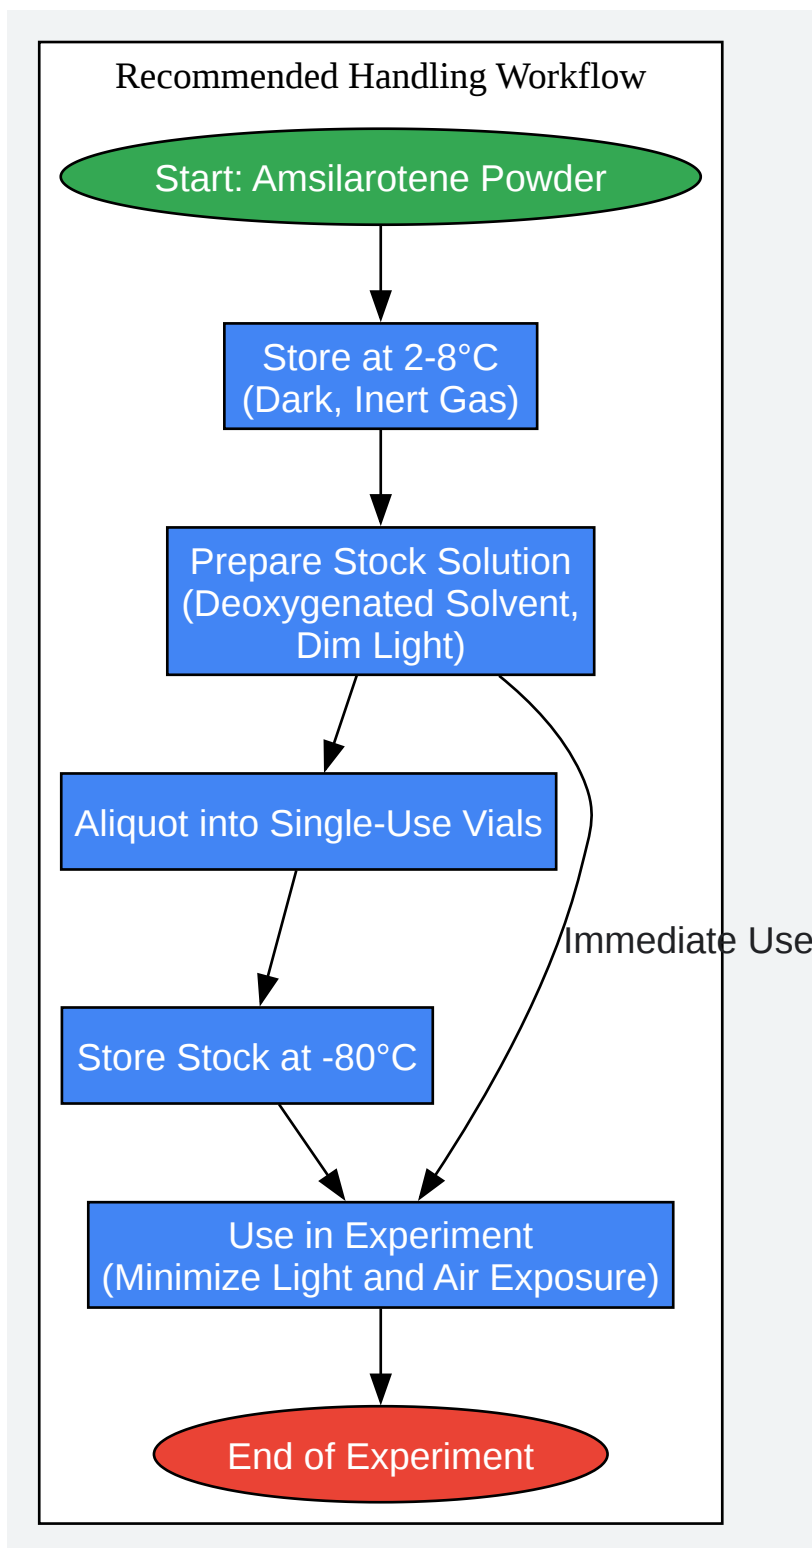 Recommended Handling Workflow
Start: Amsilarotene Powder
Store at 2-8°C
(Dark, Inert Gas)
Prepare Stock Solution
(Deoxygenated Solvent,
Dim Light)
Aliquot into Single-Use Vials
Immediate Use
Store Stock at -80°C
Use in Experiment
(Minimize Light and Air Exposure)
End of Experiment